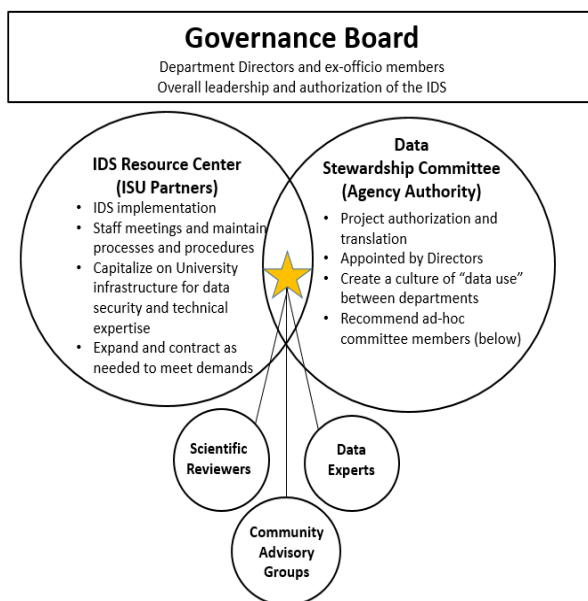 Governance Board
Department Directors and ex-officio members
Overall leadership and authorization of the IDS
IDS Resource Center
(ISU Partners)
• IDS implementation
• Staff meetings and maintain
processes and procedures
• Capitalize on University
infrastructure for data
security and technical
expertise
• Expand and contract as
needed to meet demands
Data
Stewardship Committee
(Agency Authority)
• Project authorization and
translation
• Appointed by Directors
• Create a culture of “data use”
between departments
• Recommend ad-hoc
committee members (below)
Scientific
Reviewers
Data
Experts
Community
Advisory
Groups